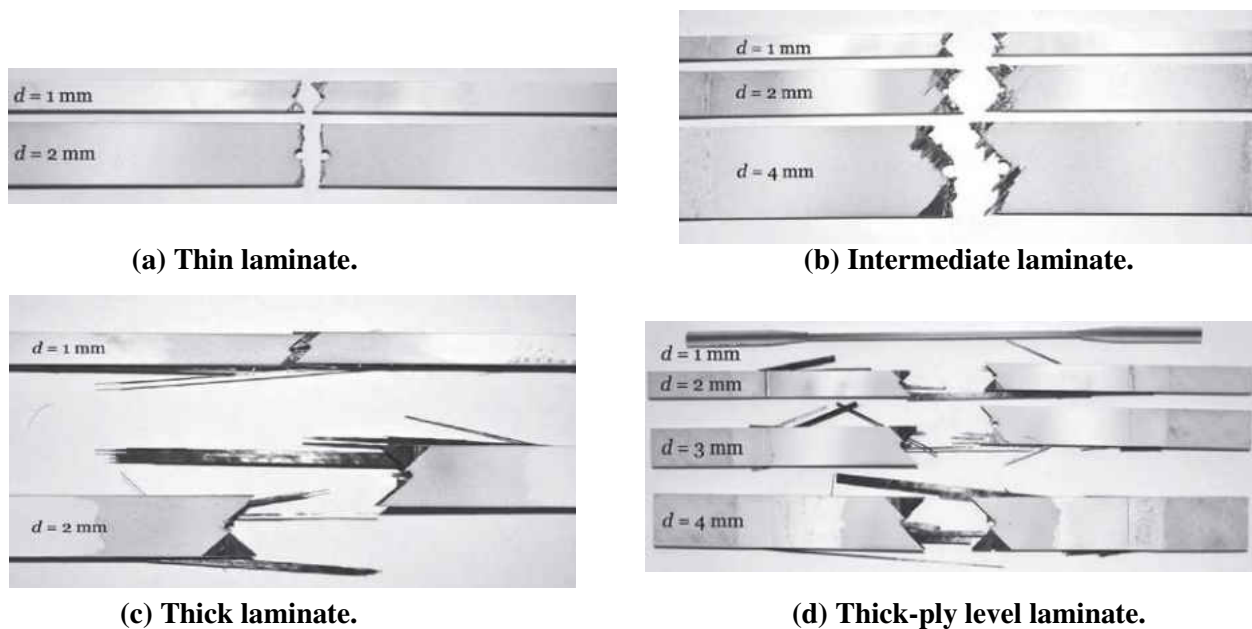 d = 1 mm
d = 2 mm
(a) Thin laminate.
d = 1 mm
d = 2 mm
d = 4 mm
(b) Intermediate laminate.
d = 1 mm
d = 2 mm
(c) Thick laminate.
d = 1 mm
d = 2 mm
d = 3 mm
d = 4 mm
(d) Thick-ply level laminate.